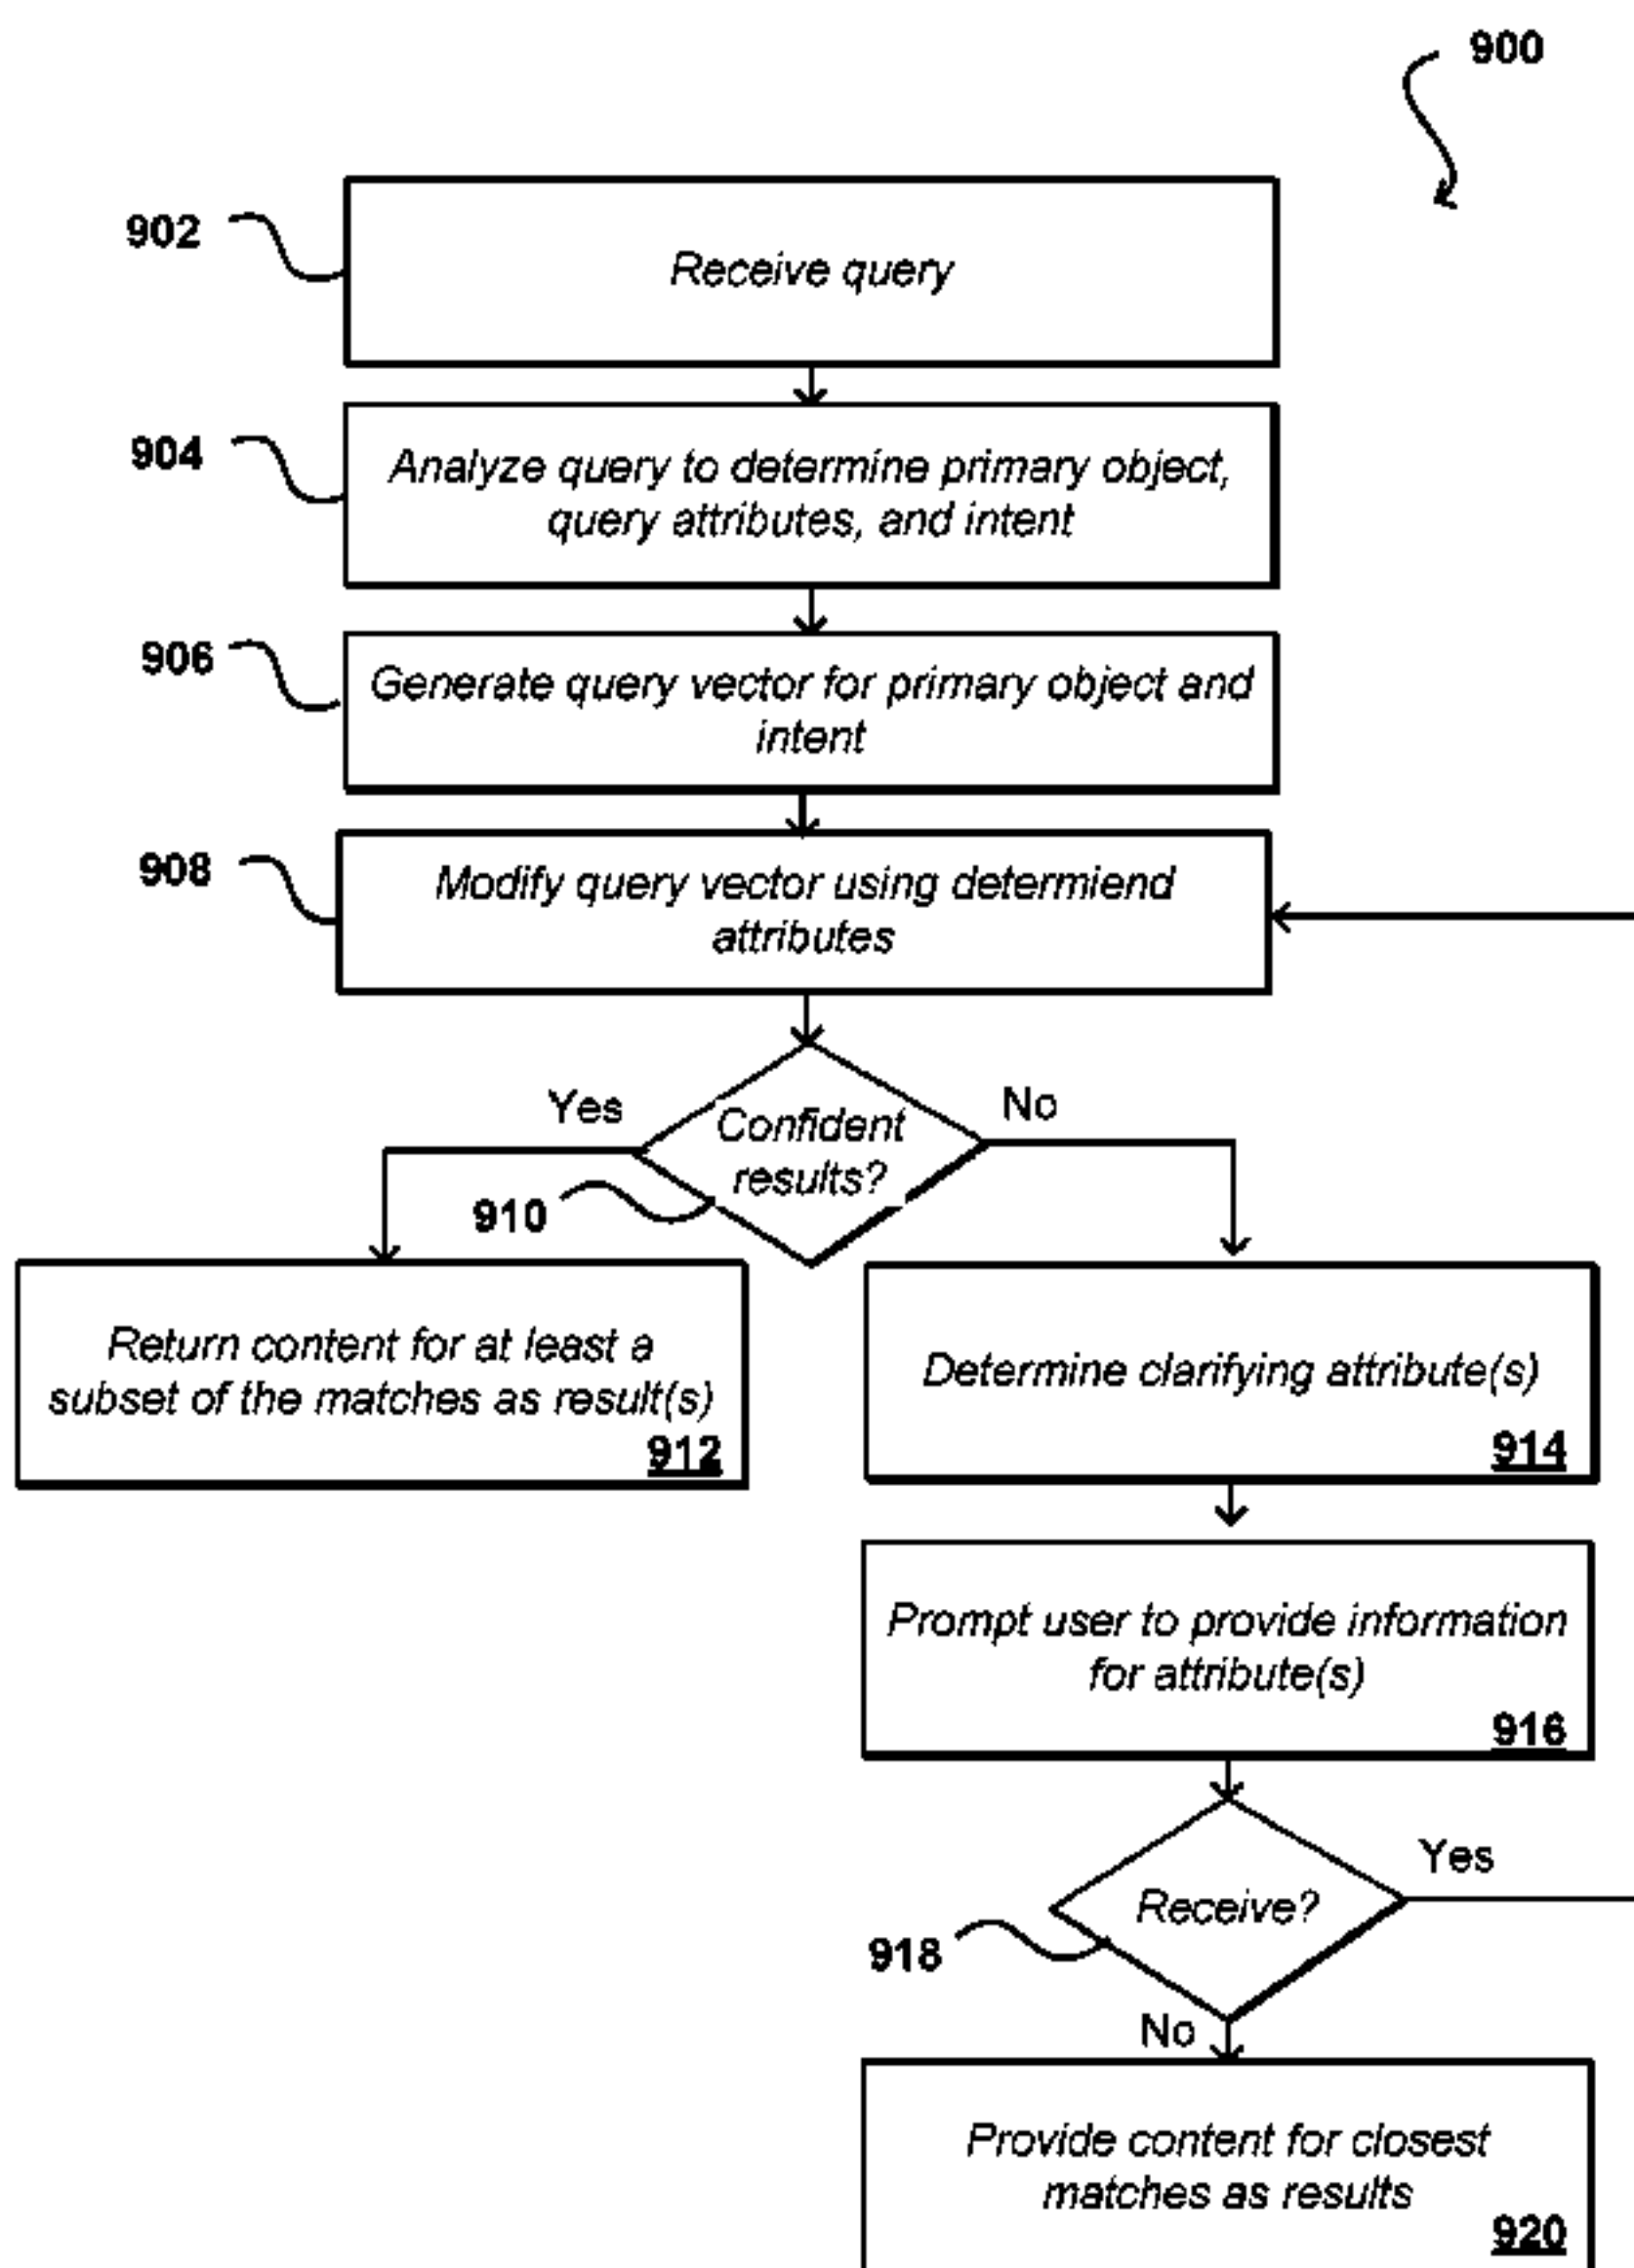 900
902
Receive query
904
Analyze query to determine primary object,
query attributes, and intent
906
Generate query vector for primary object and
intent
908
Modify query vector using determiend
attributes
Yes
No
Confident
results?
910
Return content for at least a
subset of the matches as result(s)
912
Determine clarifying attribute(s)
914
Prompt user to provide information
for attribute(s)
916
Yes
Receive?
918
No
Provide content for closest
matches as results
920